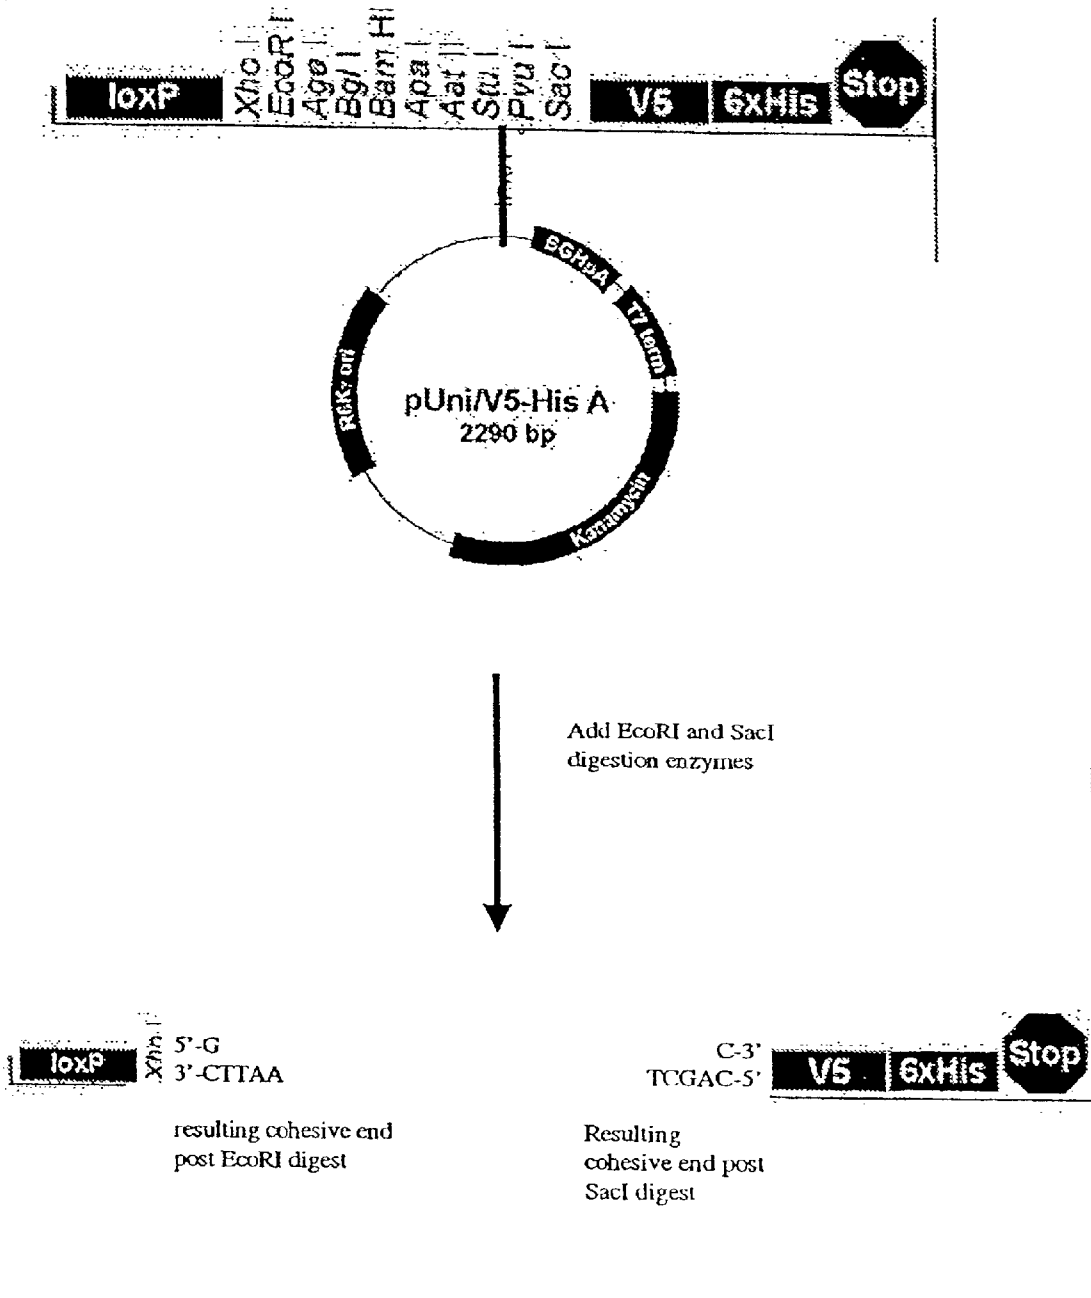 loxP Xho I EcoR I Age I Bgl I Bam HI Apa I Aat II Stu I Pvu I Sac I V5 6xHis Stop
BGHpA
T7 term
Kanamycin
ori
pUni/V5-His A
2290 bp
Add EcoRI and SacI
digestion enzymes
loxP Xho I 5'-G
3'-CTTAA
C-3'
TCGAC-5'
V5 6xHis Stop
resulting cohesive end
post EcoRI digest
Resulting
cohesive end post
SacI digest